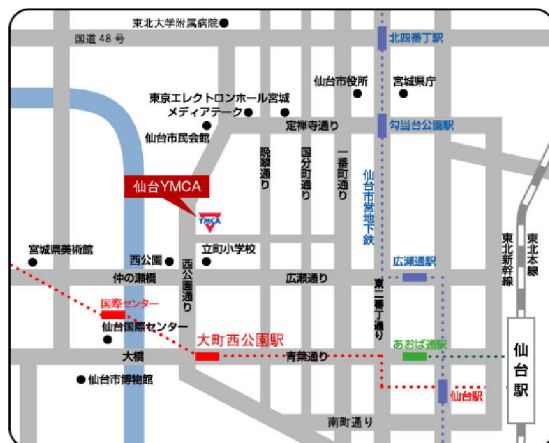 東北大学附属病院
国道48号
北四番丁駅
仙台市役所
宮城県庁
東京エレクトロンホール宮城
メディアテーク
仙台市民会館
定禅寺通り
勾当台公園駅
晩翠通り
国分町通り
一番町通り
仙台市営地下鉄
仙台YMCA
YMCA
宮城県美術館
西公園
立町小学校
広瀬通駅
東北新幹線
東北本線
仲の瀬橋
西公園通り
広瀬通り
東二番丁通り
国際センター
仙台国際センター
大町西公園駅
あおば通駅
仙台駅
大橋
青葉通り
仙台市博物館
仙台駅
南町通り